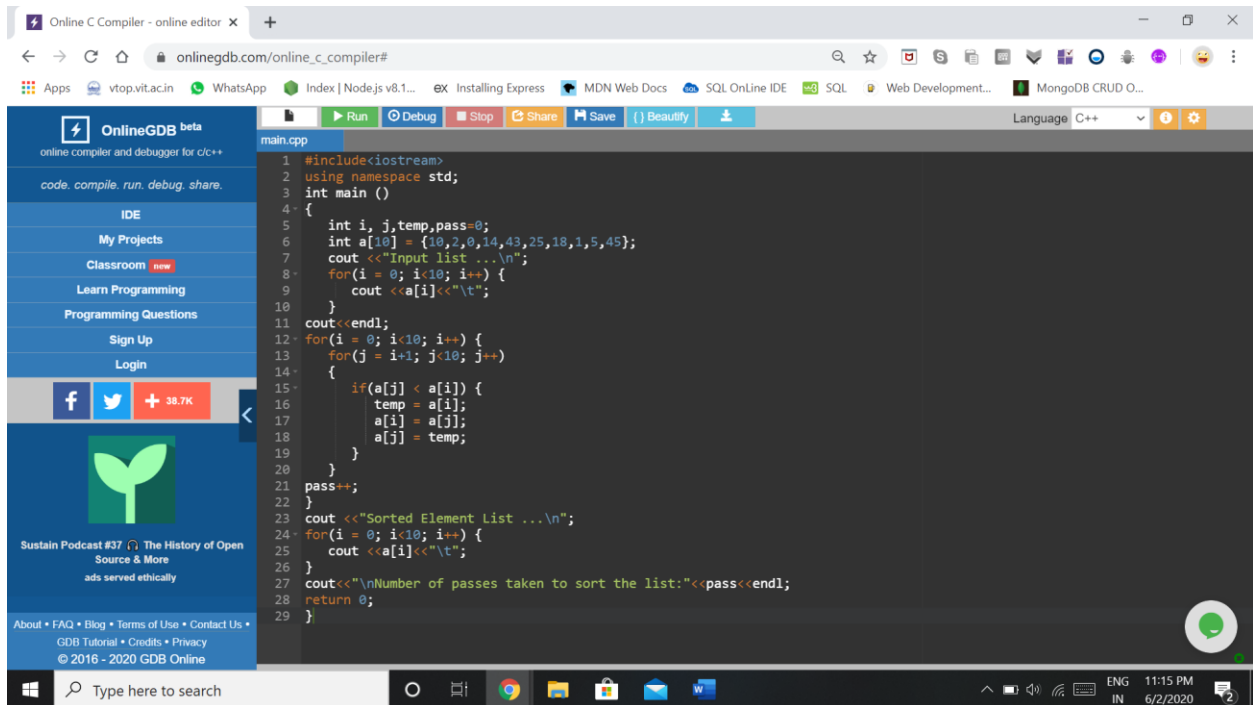 Online C Compiler - online editor
onlinegdb.com/online_c_compiler#
Apps vtop.vit.ac.in WhatsApp Index | Node.js v8.1... EX Installing Express MDN Web Docs SQL OnLine IDE SQL Web Development... MongoDB CRUD O...
OnlineGDB beta
online compiler and debugger for c/c++
code. compile. run. debug. share.
IDE
My Projects
Classroom new
Learn Programming
Programming Questions
Sign Up
Login
38.7K
Sustain Podcast #37 🎧 The History of Open
Source & More
ads served ethically
About • FAQ • Blog • Terms of Use • Contact Us •
GDB Tutorial • Credits • Privacy
© 2016 - 2020 GDB Online
Run Debug Stop Share Save {} Beautify
Language C++
main.cpp
1 #include<iostream>
2 using namespace std;
3 int main ()
4 {
5    int i, j,temp,pass=0;
6    int a[10] = {10,2,0,14,43,25,18,1,5,45};
7    cout <<"Input list ...\n";
8    for(i = 0; i<10; i++) {
9       cout <<a[i]<<"\t";
10    }
11 cout<<endl;
12 for(i = 0; i<10; i++) {
13    for(j = i+1; j<10; j++)
14    {
15       if(a[j] < a[i]) {
16          temp = a[i];
17          a[i] = a[j];
18          a[j] = temp;
19       }
20    }
21 pass++;
22 }
23 cout <<"Sorted Element List ...\n";
24 for(i = 0; i<10; i++) {
25    cout <<a[i]<<"\t";
26 }
27 cout<<"\nNumber of passes taken to sort the list:"<<pass<<endl;
28 return 0;
29 }
Type here to search
ENG
IN
11:15 PM
6/2/2020
2